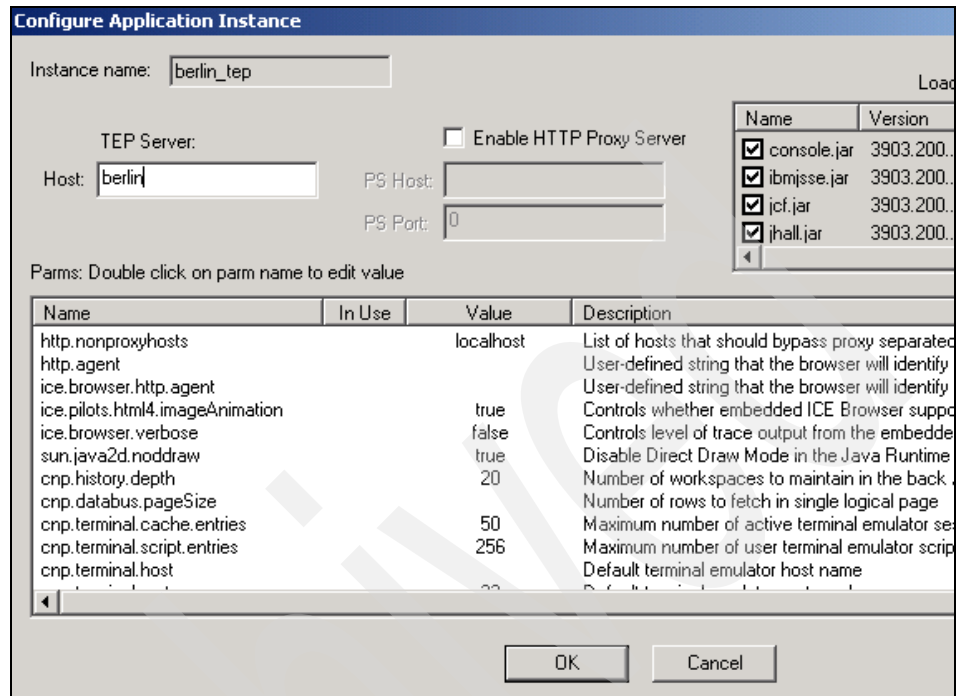 Configure Application Instance
Instance name: berlin_tep
Load
Name Version
console.jar 3903.200..
ibmjsse.jar 3903.200..
jcf.jar 3903.200..
jhall.jar 3903.200..
TEP Server:
Host: berlin
Enable HTTP Proxy Server
PS Host:
PS Port: 0
Parms: Double click on parm name to edit value
Name In Use Value Description
http.nonproxyhosts localhost List of hosts that should bypass proxy separated
http.agent User-defined string that the browser will identify
ice.browser.http.agent User-defined string that the browser will identify
ice.pilots.html4.imageAnimation true Controls whether embedded ICE Browser suppo
ice.browser.verbose false Controls level of trace output from the embedde
sun.java2d.noddraw true Disable Direct Draw Mode in the Java Runtime
cnp.history.depth 20 Number of workspaces to maintain in the back
cnp.databus.pageSize Number of rows to fetch in single logical page
cnp.terminal.cache.entries 50 Maximum number of active terminal emulator se
cnp.terminal.script.entries 256 Maximum number of user terminal emulator scrip
cnp.terminal.host Default terminal emulator host name
OK Cancel